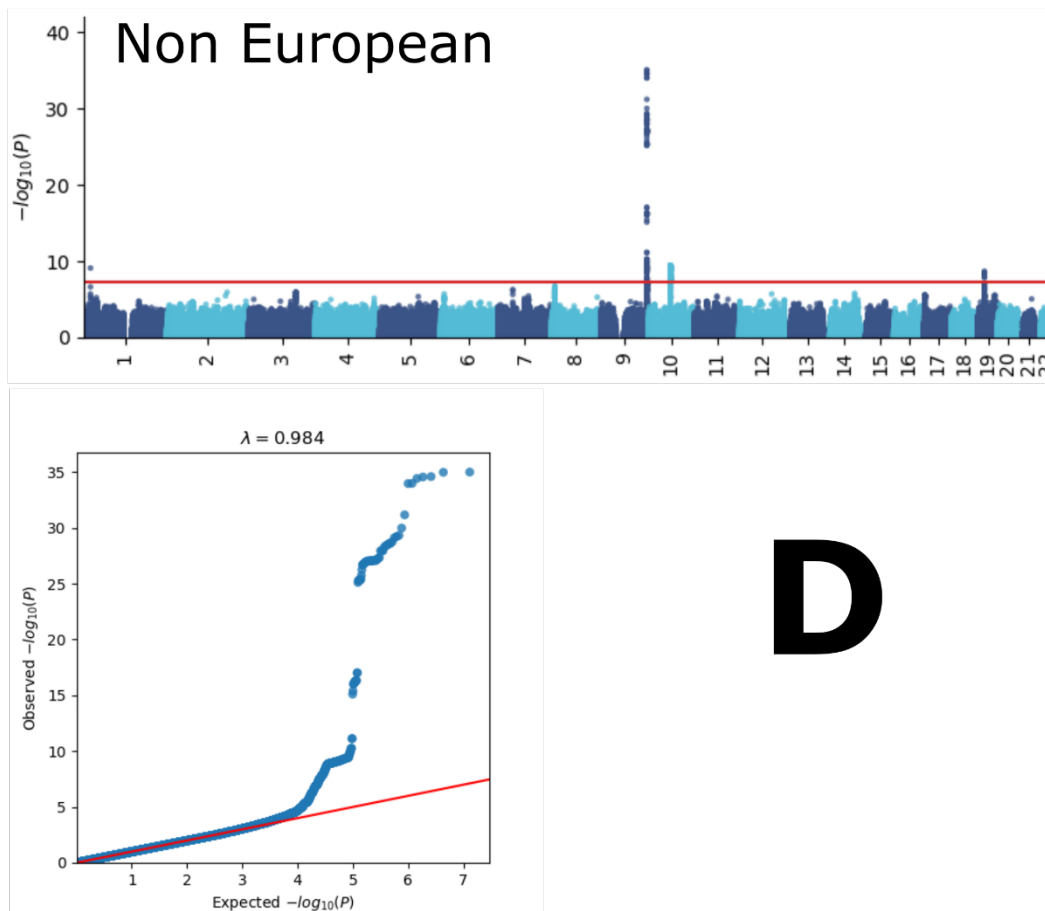 Non European
40
30
20
10
0
−log10(P)
1 2 3 4 5 6 7 8 9 10 11 12 13 14 15 16 17 18 19 20 21
λ = 0.984
35
30
25
20
15
10
5
0
Observed −log10(P)
1 2 3 4 5 6 7
Expected −log10(P)
D